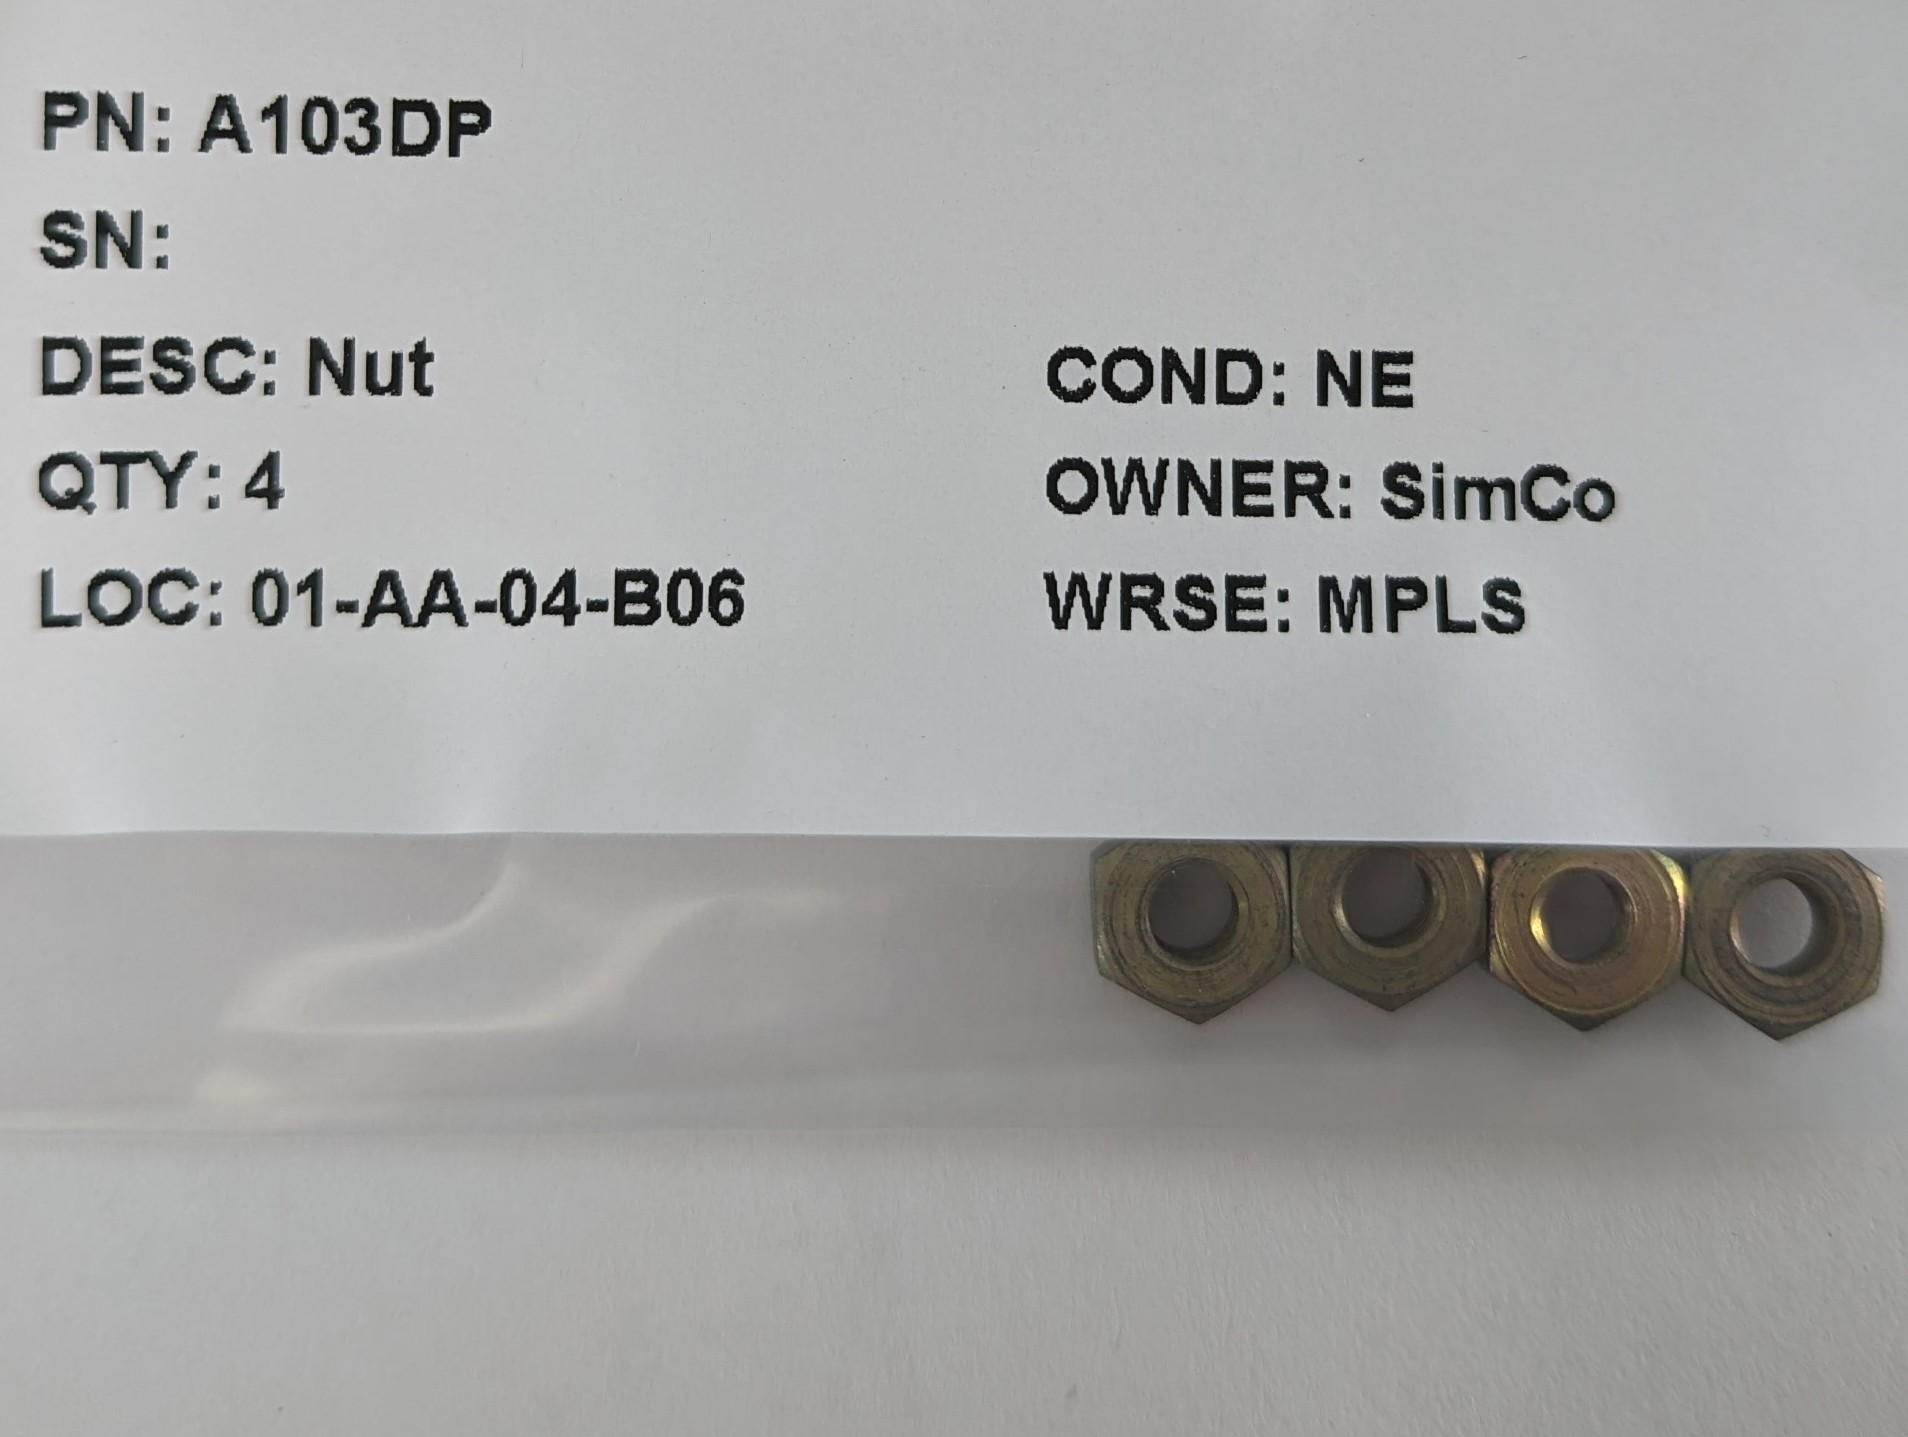 PN: A103DP
SN:
DESC: Nut
COND: NE
QTY: 4
OWNER: SimCo
LOC: 01-AA-04-B06
WRSE: MPLS